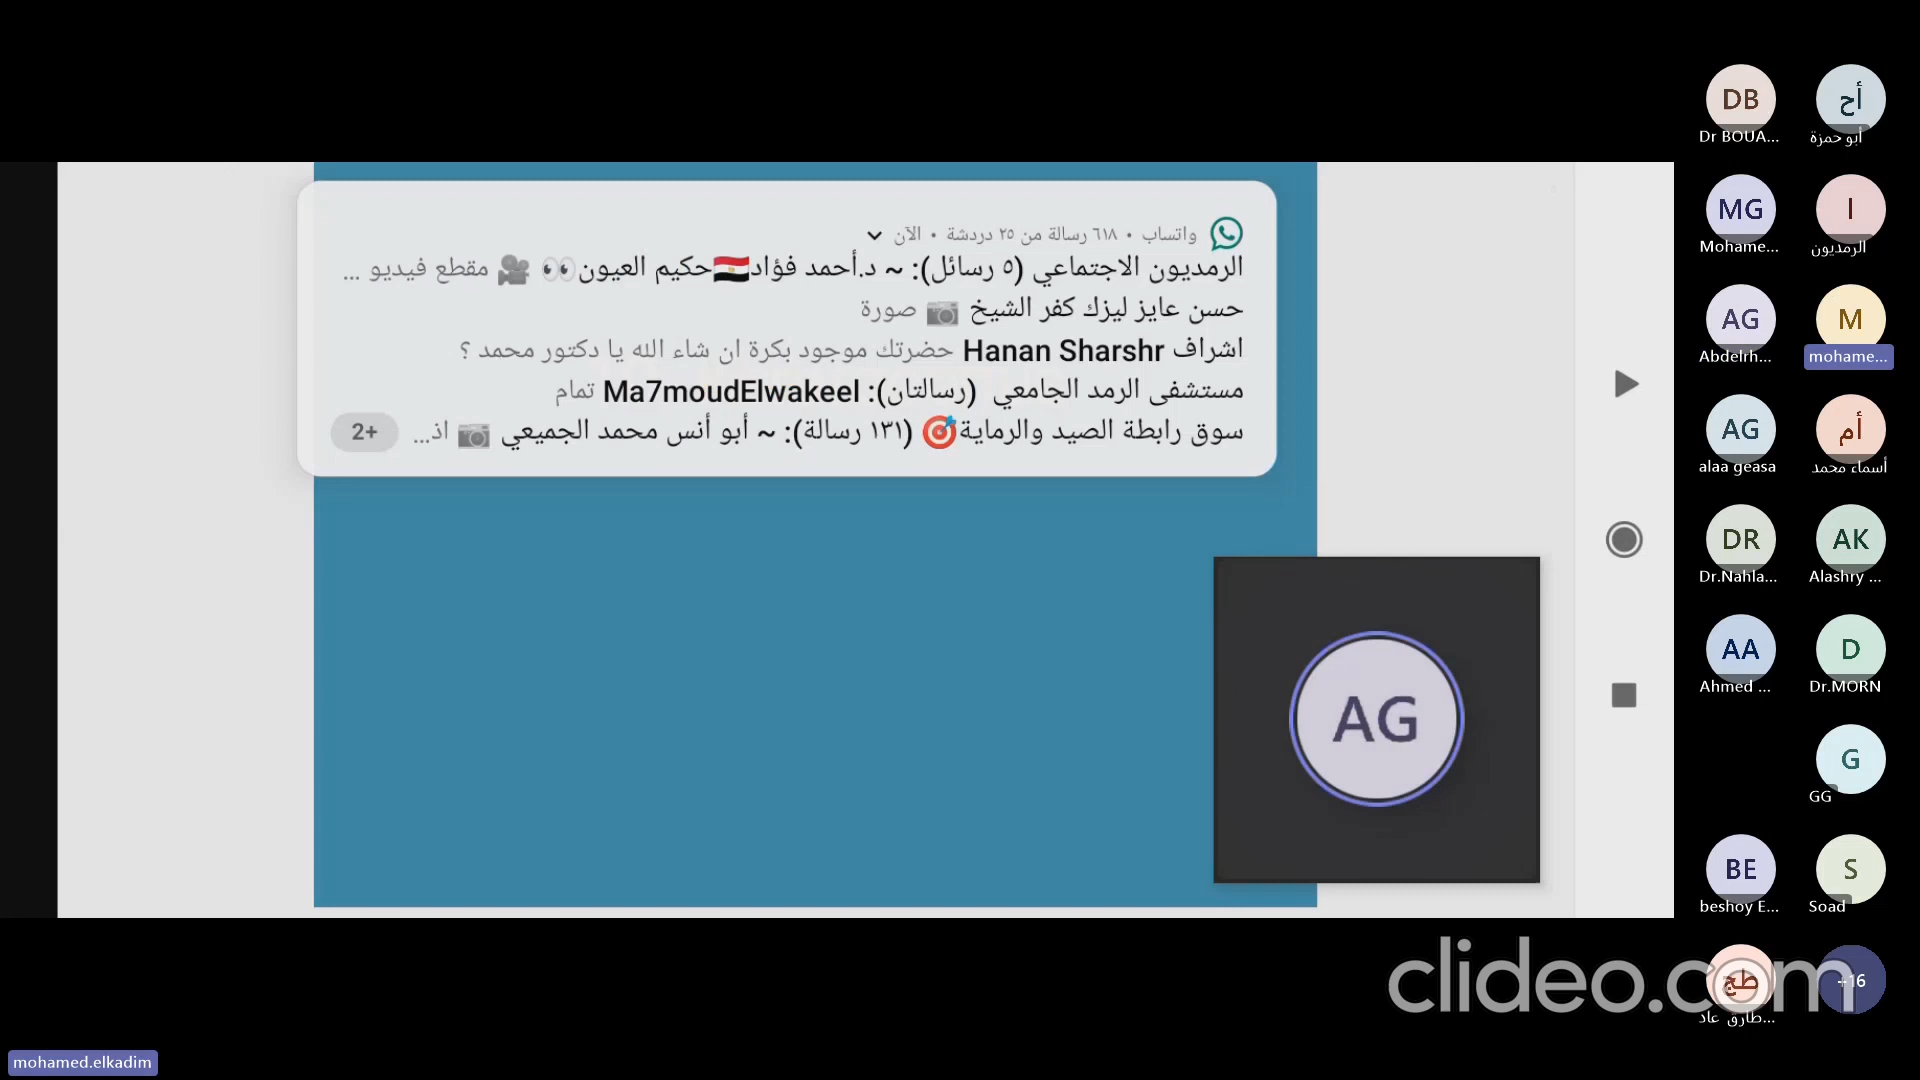 واتساب • ٦١٨ رسالة من ٢٥ دردشة • الآن
الرمديون الاجتماعي (٥ رسائل): ~ د.أحمد فؤاد🇪🇬حكيم العيون👀 🎥 مقطع فيديو ...
حسن عايز ليزك كفر الشيخ 📷 صورة
اشراف Hanan Sharshr حضرتك موجود بكرة ان شاء الله يا دكتور محمد ؟
مستشفى الرمد الجامعي (رسالتان): Ma7moudElwakeel تمام
سوق رابطة الصيد والرماية🎯 (١٣١ رسالة): ~ أبو أنس محمد الجميعي 📷 اذ...
2+
AG
DB
Dr BOUA...
أح
أبو حمزة
MG
Mohame...
ا
الرمديون
AG
Abdelrh...
M
mohame...
AG
alaa geasa
أم
أسماء محمد
DR
Dr.Nahla...
AK
Alashry ...
AA
Ahmed ...
D
Dr.MORN
G
GG
BE
beshoy E...
S
Soad
طج
طارق عاد...
+16
clideo.com
mohamed.elkadim